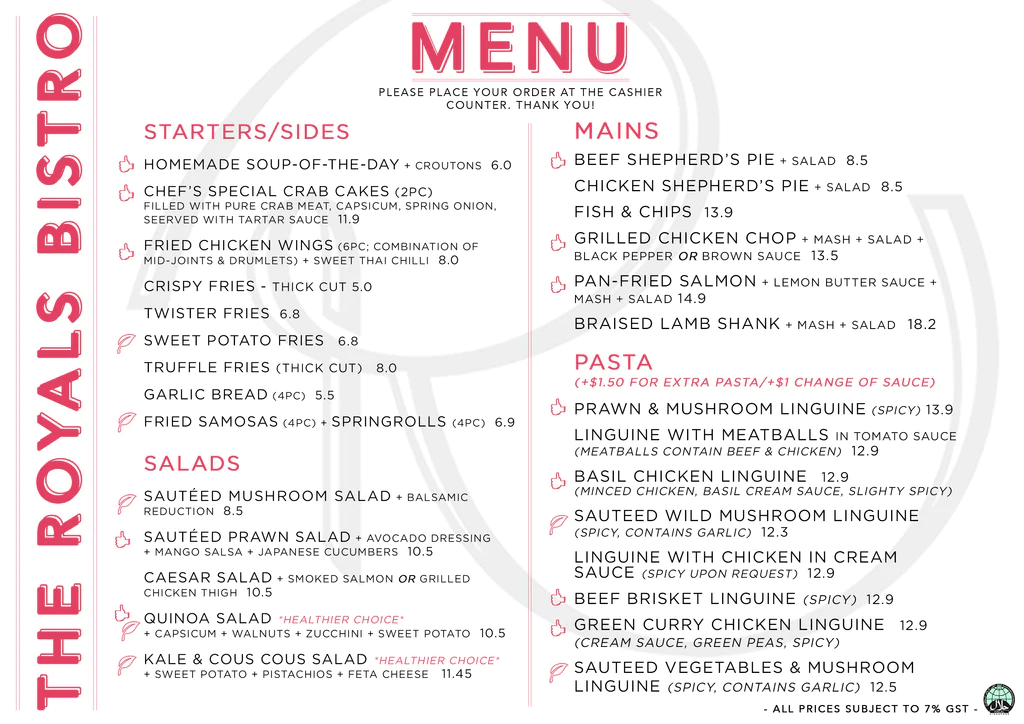 THE ROYALS BISTRO
MENU
PLEASE PLACE YOUR ORDER AT THE CASHIER
COUNTER. THANK YOU!
STARTERS/SIDES
HOMEMADE SOUP-OF-THE-DAY + CROUTONS 6.0
CHEF'S SPECIAL CRAB CAKES (2PC)
FILLED WITH PURE CRAB MEAT, CAPSICUM, SPRING ONION,
SEERVED WITH TARTAR SAUCE 11.9
FRIED CHICKEN WINGS (6PC; COMBINATION OF
MID-JOINTS & DRUMLETS) + SWEET THAI CHILLI 8.0
CRISPY FRIES - THICK CUT 5.0
TWISTER FRIES 6.8
SWEET POTATO FRIES 6.8
TRUFFLE FRIES (THICK CUT) 8.0
GARLIC BREAD (4PC) 5.5
FRIED SAMOSAS (4PC) + SPRINGROLLS (4PC) 6.9
SALADS
SAUTÉED MUSHROOM SALAD + BALSAMIC
REDUCTION 8.5
SAUTÉED PRAWN SALAD + AVOCADO DRESSING
+ MANGO SALSA + JAPANESE CUCUMBERS 10.5
CAESAR SALAD + SMOKED SALMON OR GRILLED
CHICKEN THIGH 10.5
QUINOA SALAD *HEALTHIER CHOICE*
+ CAPSICUM + WALNUTS + ZUCCHINI + SWEET POTATO 10.5
KALE & COUS COUS SALAD *HEALTHIER CHOICE*
+ SWEET POTATO + PISTACHIOS + FETA CHEESE 11.45
MAINS
BEEF SHEPHERD'S PIE + SALAD 8.5
CHICKEN SHEPHERD'S PIE + SALAD 8.5
FISH & CHIPS 13.9
GRILLED CHICKEN CHOP + MASH + SALAD +
BLACK PEPPER OR BROWN SAUCE 13.5
PAN-FRIED SALMON + LEMON BUTTER SAUCE +
MASH + SALAD 14.9
BRAISED LAMB SHANK + MASH + SALAD 18.2
PASTA
(+$1.50 FOR EXTRA PASTA/+$1 CHANGE OF SAUCE)
PRAWN & MUSHROOM LINGUINE (SPICY) 13.9
LINGUINE WITH MEATBALLS IN TOMATO SAUCE
(MEATBALLS CONTAIN BEEF & CHICKEN) 12.9
BASIL CHICKEN LINGUINE 12.9
(MINCED CHICKEN, BASIL CREAM SAUCE, SLIGHTY SPICY)
SAUTEED WILD MUSHROOM LINGUINE
(SPICY, CONTAINS GARLIC) 12.3
LINGUINE WITH CHICKEN IN CREAM
SAUCE (SPICY UPON REQUEST) 12.9
BEEF BRISKET LINGUINE (SPICY) 12.9
GREEN CURRY CHICKEN LINGUINE 12.9
(CREAM SAUCE, GREEN PEAS, SPICY)
SAUTEED VEGETABLES & MUSHROOM
LINGUINE (SPICY, CONTAINS GARLIC) 12.5
- ALL PRICES SUBJECT TO 7% GST -